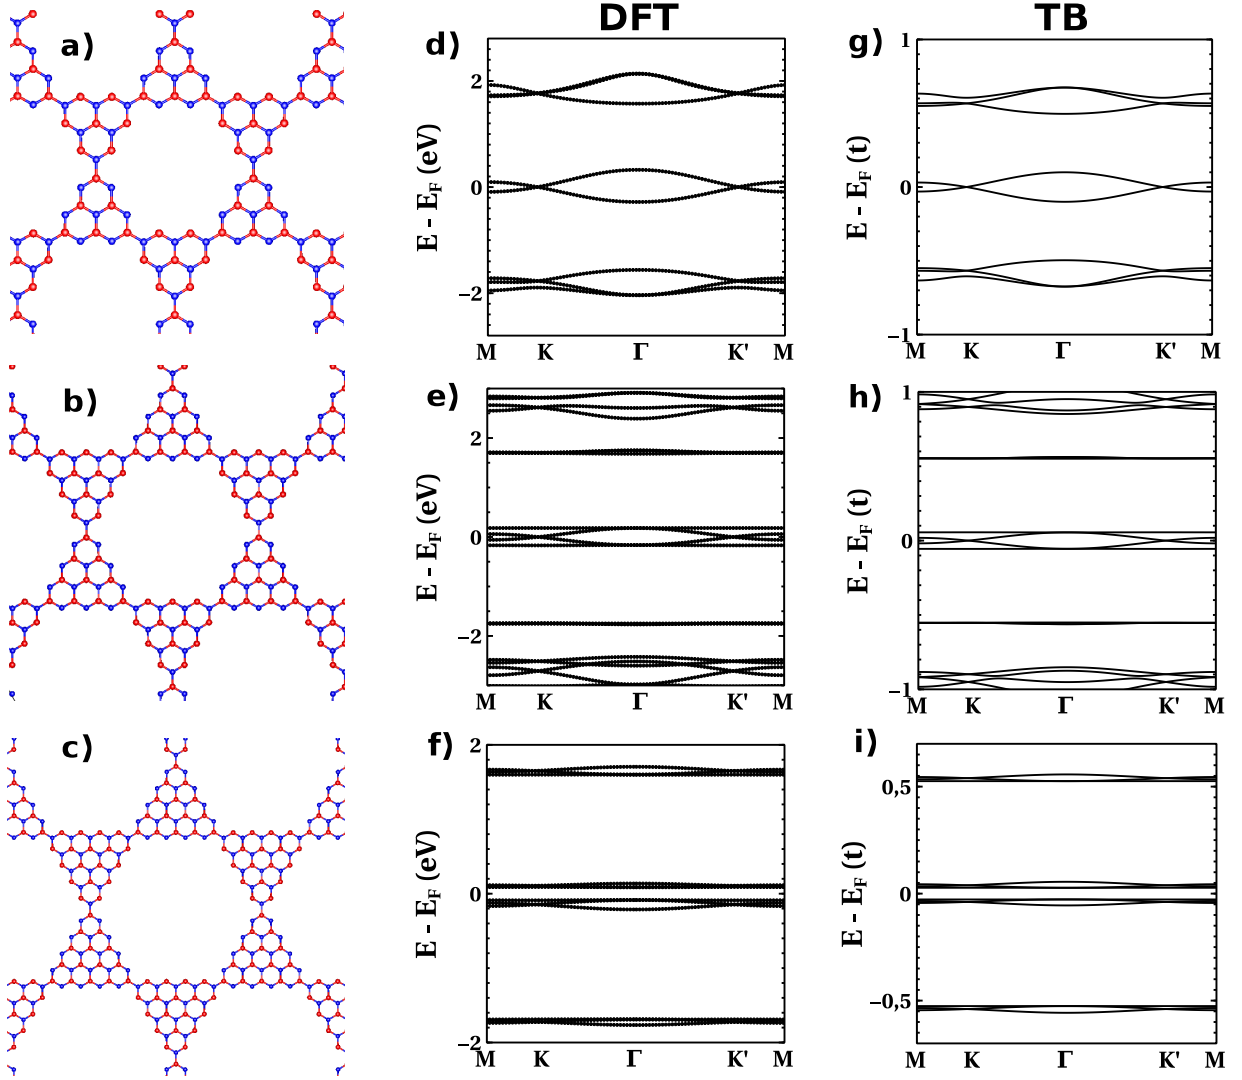 DFT
TB
a)
d)
E - E_F (eV)
2
0
−2
M K Γ K' M
g)
E - E_F (t)
1
0
−1
M K Γ K' M
b)
e)
E - E_F (eV)
2
0
−2
M K Γ K' M
h)
E - E_F (t)
1
0
−1
M K Γ K' M
c)
f)
E - E_F (eV)
2
0
−2
M K Γ K' M
i)
E - E_F (t)
0,5
0
−0,5
M K Γ K' M